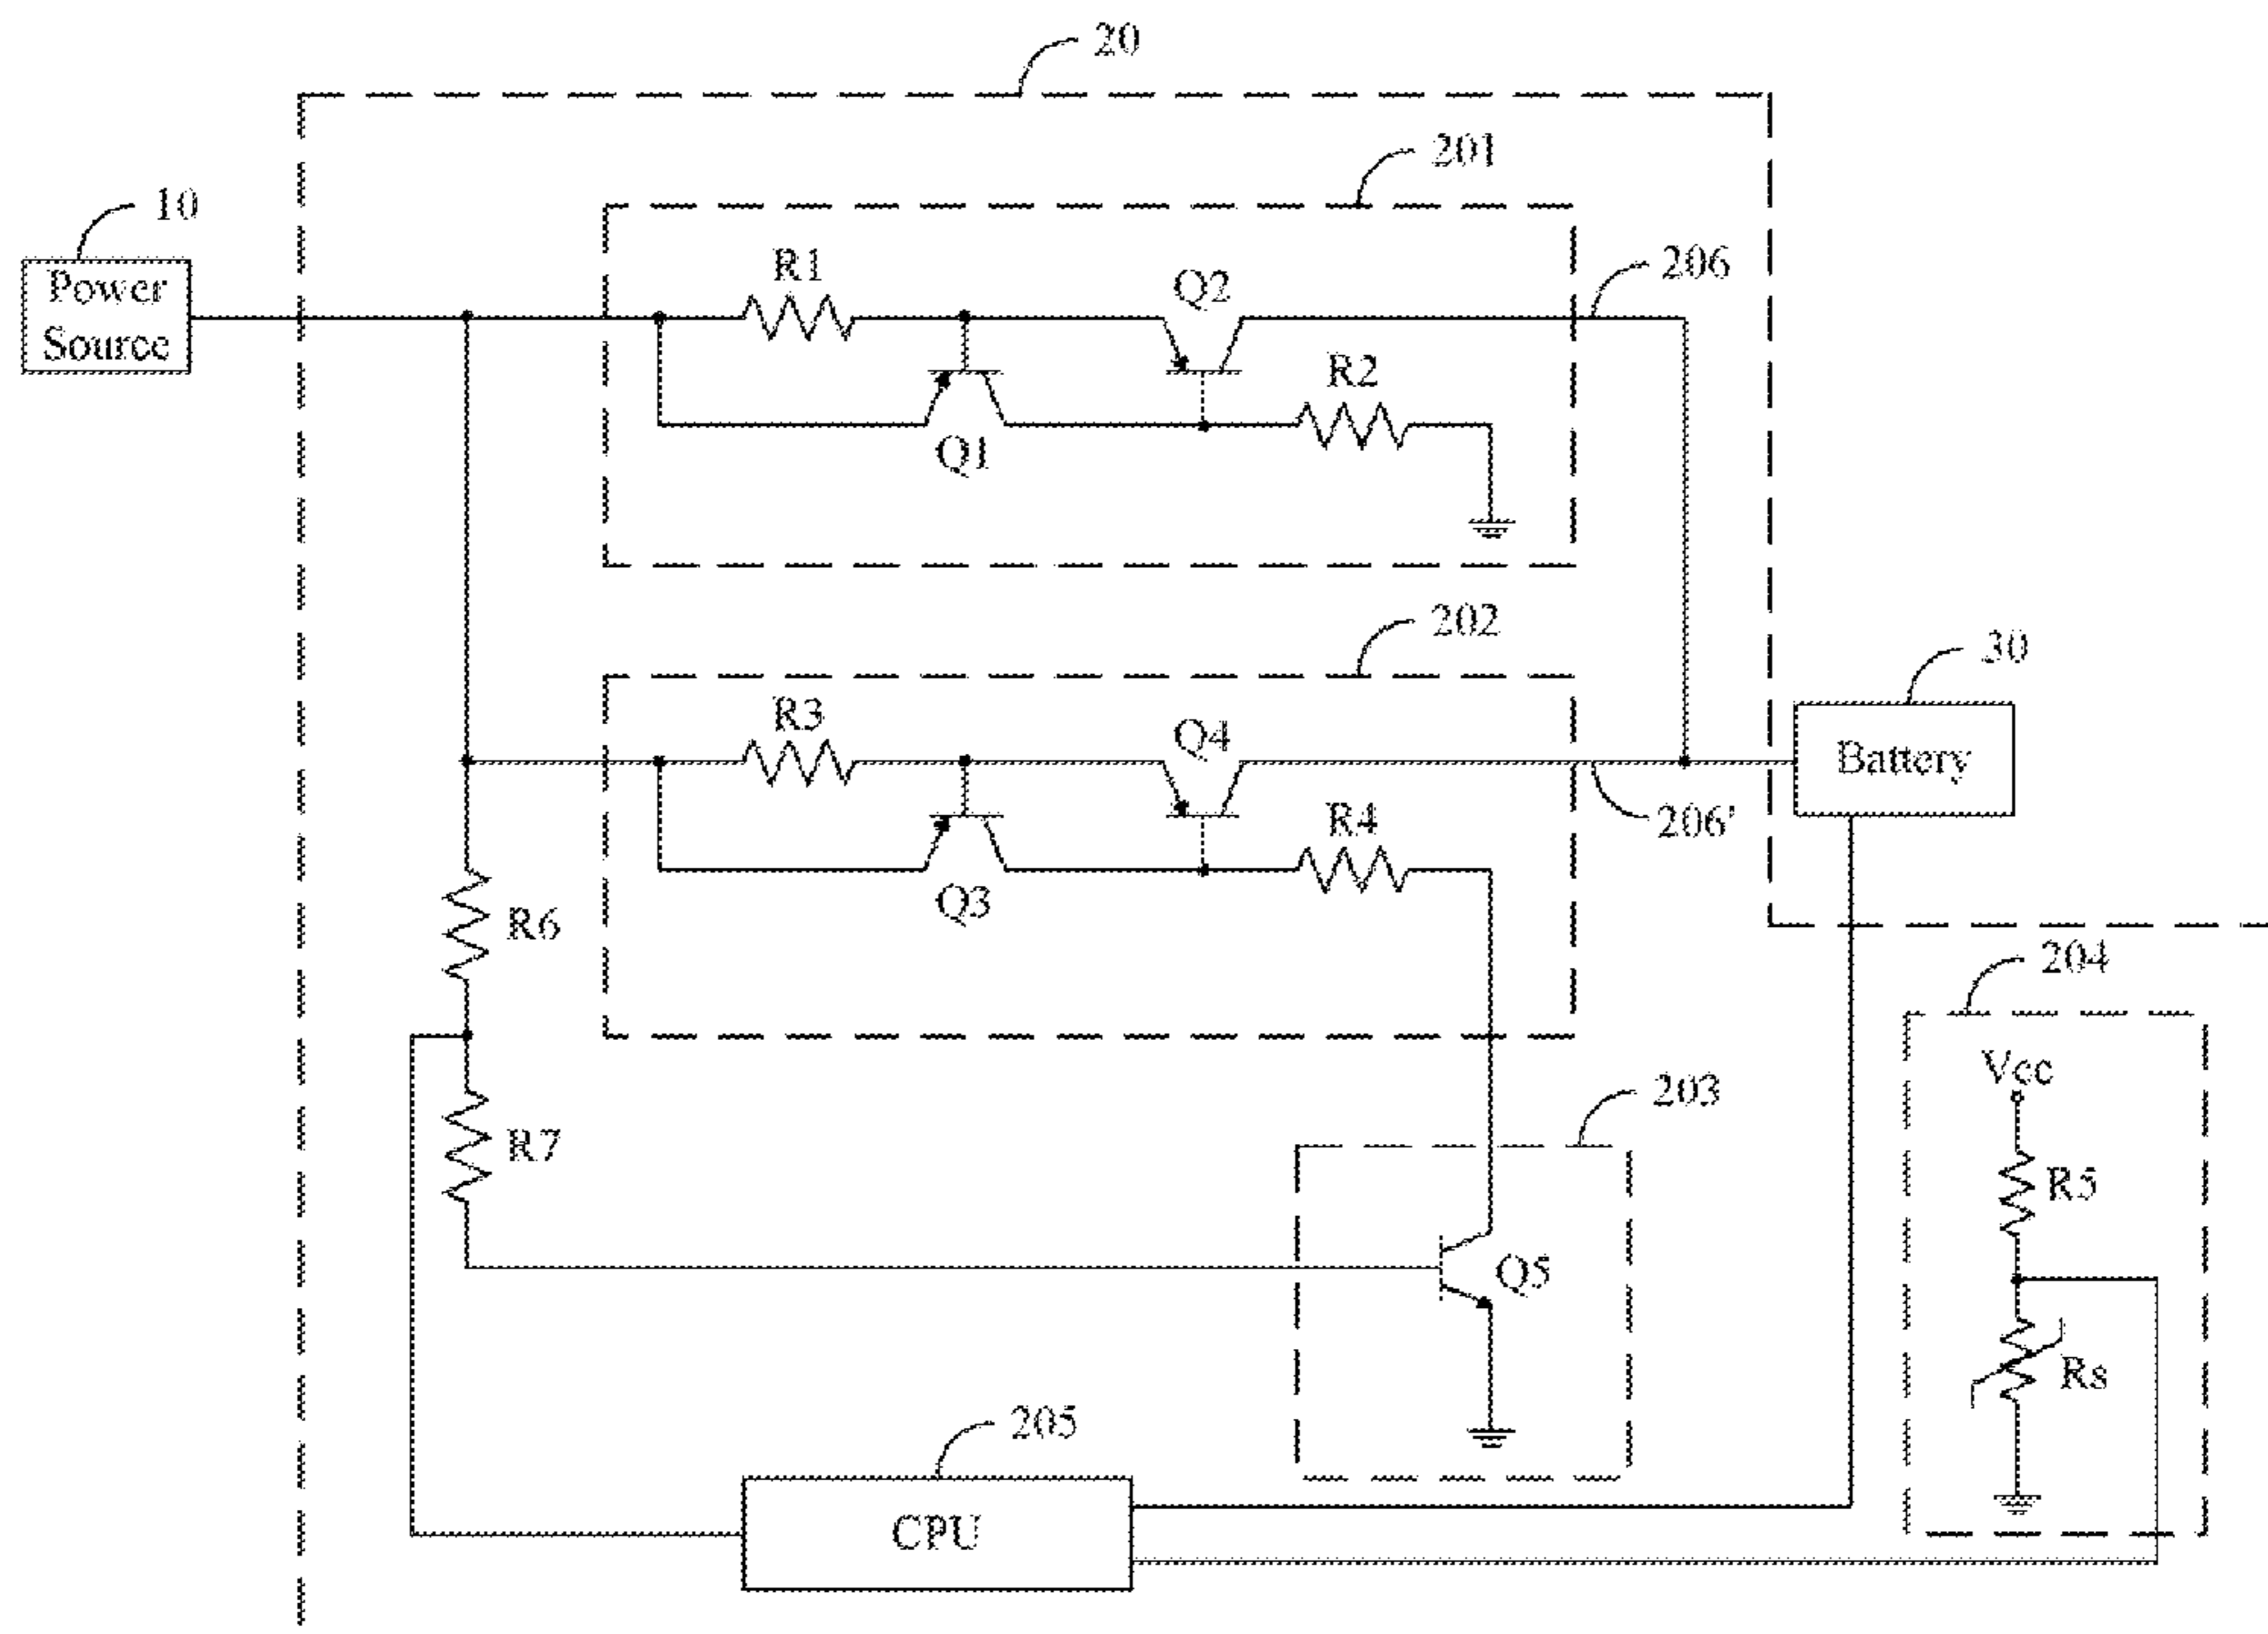 20
201
10
Power
Source
R1
Q2
206
R2
Q1
202
30
R3
Q4
Battery
206'
R4
Q3
R6
204
Vcc
203
R7
R5
Q5
Rs
205
CPU